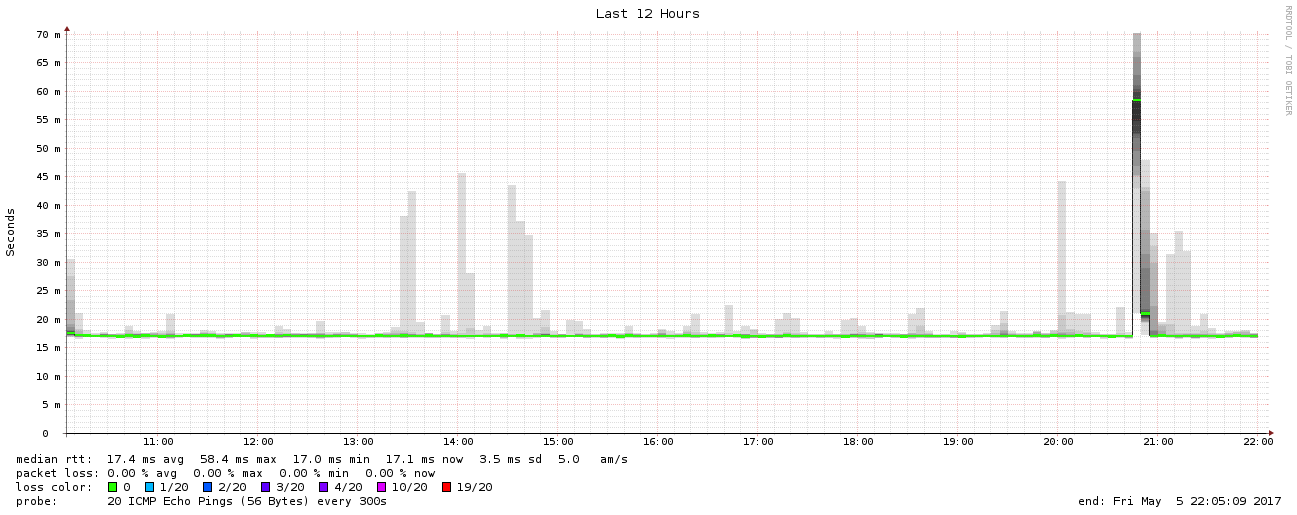 Last 12 Hours
RRDTOOL / TOBI OETIKER
Seconds
70 m
65 m
60 m
55 m
50 m
45 m
40 m
35 m
30 m
25 m
20 m
15 m
10 m
5 m
0
11:00 12:00 13:00 14:00 15:00 16:00 17:00 18:00 19:00 20:00 21:00 22:00
median rtt: 17.4 ms avg 58.4 ms max 17.0 ms min 17.1 ms now 3.5 ms sd 5.0 am/s
packet loss: 0.00 % avg 0.00 % max 0.00 % min 0.00 % now
loss color: 0 1/20 2/20 3/20 4/20 10/20 19/20
probe: 20 ICMP Echo Pings (56 Bytes) every 300s end: Fri May 5 22:05:09 2017